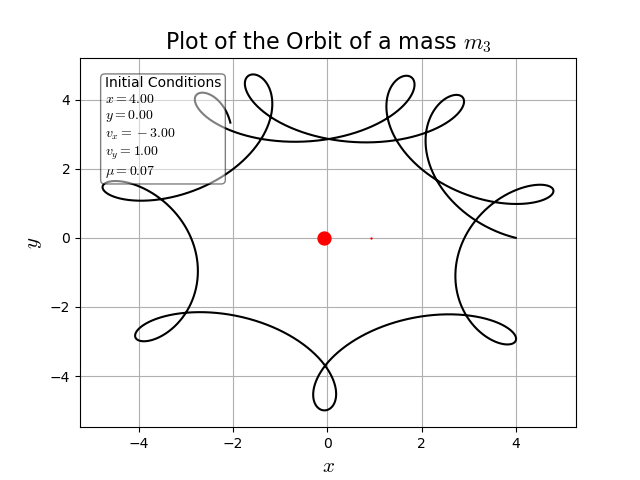 Plot of the Orbit of a mass m₃
Initial Conditions
x = 4.00
y = 0.00
vₓ = −3.00
v_y = 1.00
μ = 0.07
y
4
2
0
−2
−4
−4 −2 0 2 4
x